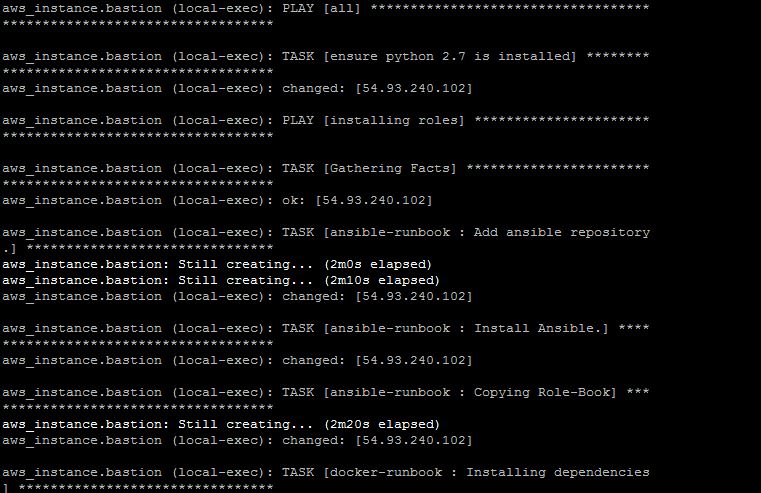 aws_instance.bastion (local-exec): PLAY [all] ***********************************
**********************************
aws_instance.bastion (local-exec): TASK [ensure python 2.7 is installed] ********
**********************************
aws_instance.bastion (local-exec): changed: [54.93.240.102]
aws_instance.bastion (local-exec): PLAY [installing roles] **********************
**********************************
aws_instance.bastion (local-exec): TASK [Gathering Facts] ***********************
**********************************
aws_instance.bastion (local-exec): ok: [54.93.240.102]
aws_instance.bastion (local-exec): TASK [ansible-runbook : Add ansible repository
.] *******************************
aws_instance.bastion: Still creating... (2m0s elapsed)
aws_instance.bastion: Still creating... (2m10s elapsed)
aws_instance.bastion (local-exec): changed: [54.93.240.102]
aws_instance.bastion (local-exec): TASK [ansible-runbook : Install Ansible.] ****
**********************************
aws_instance.bastion (local-exec): changed: [54.93.240.102]
aws_instance.bastion (local-exec): TASK [ansible-runbook : Copying Role-Book] ***
**********************************
aws_instance.bastion: Still creating... (2m20s elapsed)
aws_instance.bastion (local-exec): changed: [54.93.240.102]
aws_instance.bastion (local-exec): TASK [docker-runbook : Installing dependencies
] ********************************